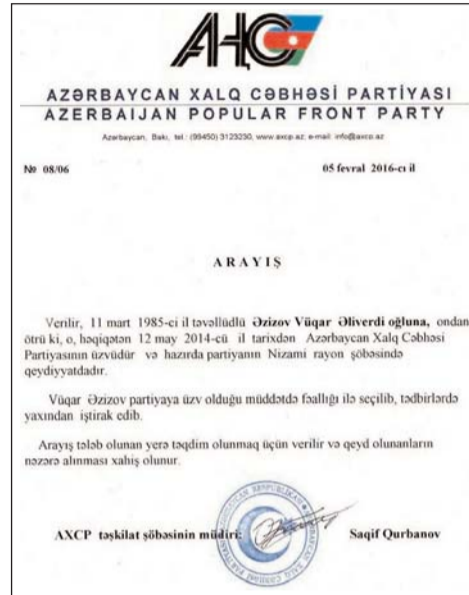 AHC
AZƏRBAYCAN XALQ CƏBHƏSİ PARTİYASI
AZERBAIJAN POPULAR FRONT PARTY
Azərbaycan, Bakı, tel.: (99450) 3123230, www.axcp.az; e-mail: info@axcp.az
№ 08/06 05 fevral 2016-cı il
ARAYIŞ
Verilir, 11 mart 1985-ci il təvəllüdlü Əzizov Vüqar Əliverdi oğluna, ondan
ötrü ki, o, həqiqətən 12 may 2014-cü il tarixdən Azərbaycan Xalq Cəbhəsi
Partiyasının üzvüdür və hazırda partiyanın Nizami rayon şöbəsində
qeydiyyatdadır.
Vüqar Əzizov partiyaya üzv olduğu müddətdə fəallığı ilə seçilib, tədbirlərdə
yaxından iştirak edib.
Arayış tələb olunan yerə təqdim olunmaq üçün verilir və qeyd olunanların
nəzərə alınması xahiş olunur.
AXCP təşkilat şöbəsinin müdiri: Saqif Qurbanov